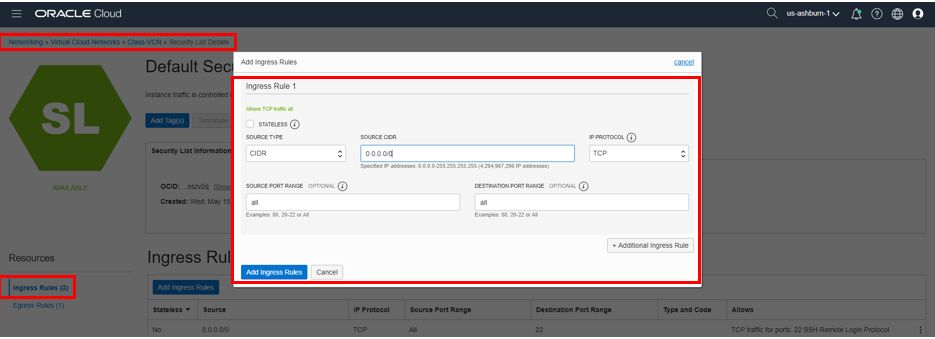 ORACLE Cloud
us-ashburn-1
Networking » Virtual Cloud Networks » Class-VCN » Security List Details
SL
AVAILABLE
Default Sec
Instance traffic is controlled
Add Tag(s)
Terminate
Security List Information
OCID: ...sszv2q Show
Created: Wed, May 15
Add Ingress Rules
cancel
Ingress Rule 1
Allows TCP traffic all
STATELESS
SOURCE TYPE
SOURCE CIDR
IP PROTOCOL
CIDR
0.0.0.0/0
TCP
Specified IP addresses: 0.0.0.0-255.255.255.255 (4,294,967,296 IP addresses)
SOURCE PORT RANGE OPTIONAL
DESTINATION PORT RANGE OPTIONAL
all
all
Examples: 80, 20-22 or All
Examples: 80, 20-22 or All
+ Additional Ingress Rule
Add Ingress Rules
Cancel
Resources
Ingress Rules (3)
Egress Rules (1)
Ingress Rul
Add Ingress Rules
Stateless Source IP Protocol Source Port Range Destination Port Range Type and Code Allows
No 0.0.0.0/0 TCP All 22 TCP traffic for ports: 22 SSH Remote Login Protocol